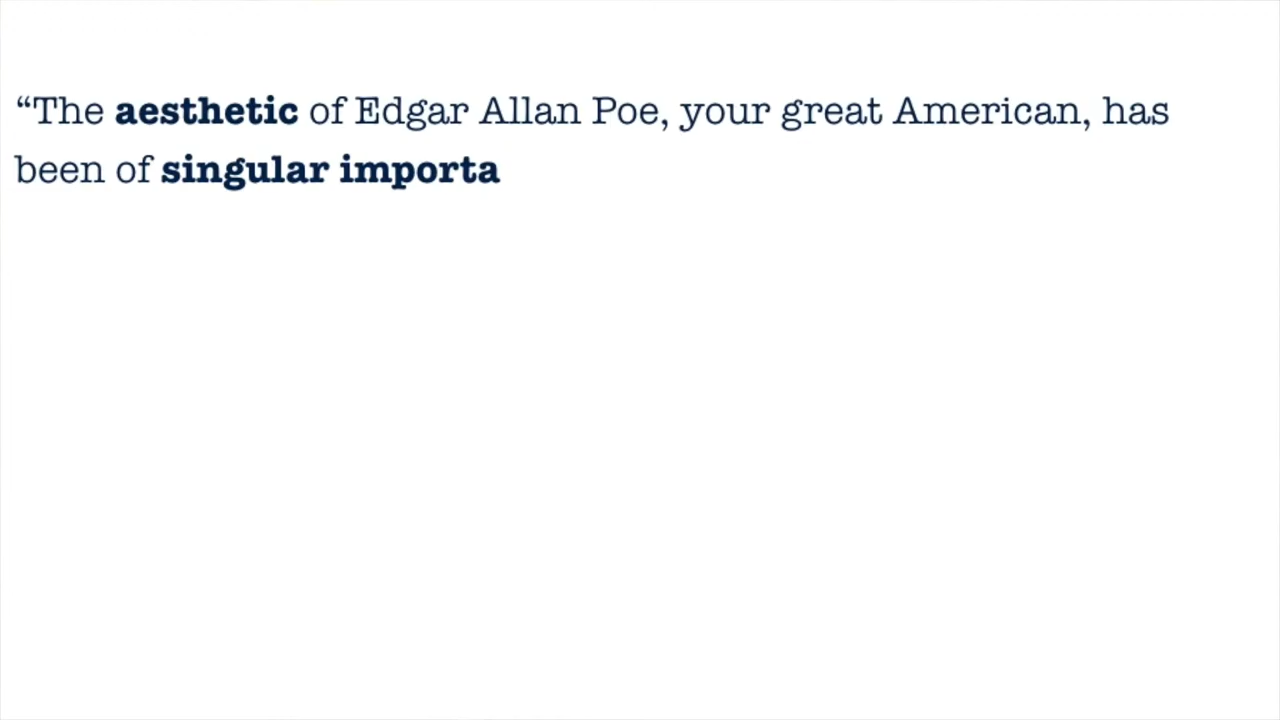 “The aesthetic of Edgar Allan Poe, your great American, has
been of singular importa